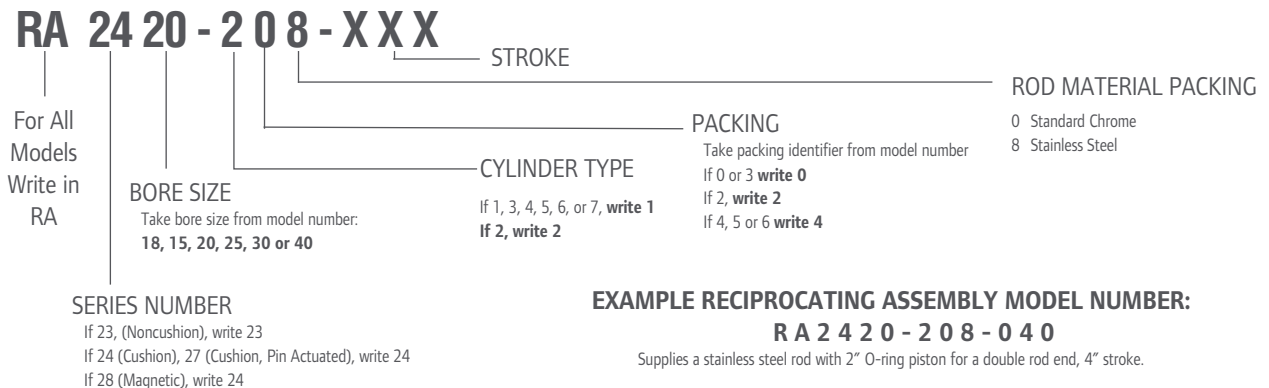 RA 24 20 - 2 0 8 - X X X
STROKE
ROD MATERIAL PACKING
0 Standard Chrome
8 Stainless Steel
For All
Models
Write in
RA
PACKING
Take packing identifier from model number
If 0 or 3 write 0
If 2, write 2
If 4, 5 or 6 write 4
CYLINDER TYPE
If 1, 3, 4, 5, 6, or 7, write 1
If 2, write 2
BORE SIZE
Take bore size from model number:
18, 15, 20, 25, 30 or 40
SERIES NUMBER
If 23, (Noncushion), write 23
If 24 (Cushion), 27 (Cushion, Pin Actuated), write 24
If 28 (Magnetic), write 24
EXAMPLE RECIPROCATING ASSEMBLY MODEL NUMBER:
R A 2 4 2 0 - 2 0 8 - 0 4 0
Supplies a stainless steel rod with 2″ O-ring piston for a double rod end, 4″ stroke.